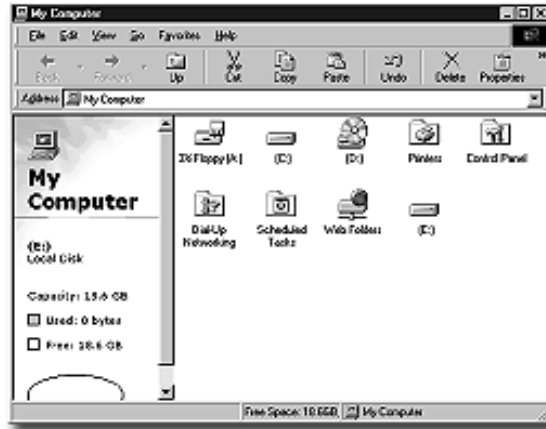 My Computer
File Edit View Go Favorites Help
Back Forward Up Cut Copy Paste Undo Delete Properties
Address My Computer
My
Computer
(E:)
Local Disk
Capacity: 18.6 GB
Used: 0 bytes
Free: 18.6 GB
3½ Floppy (A:) (C:) (D:) Printers Control Panel
Dial-Up
Networking Scheduled
Tasks Web Folders (E:)
Free Space: 18.6GB, My Computer